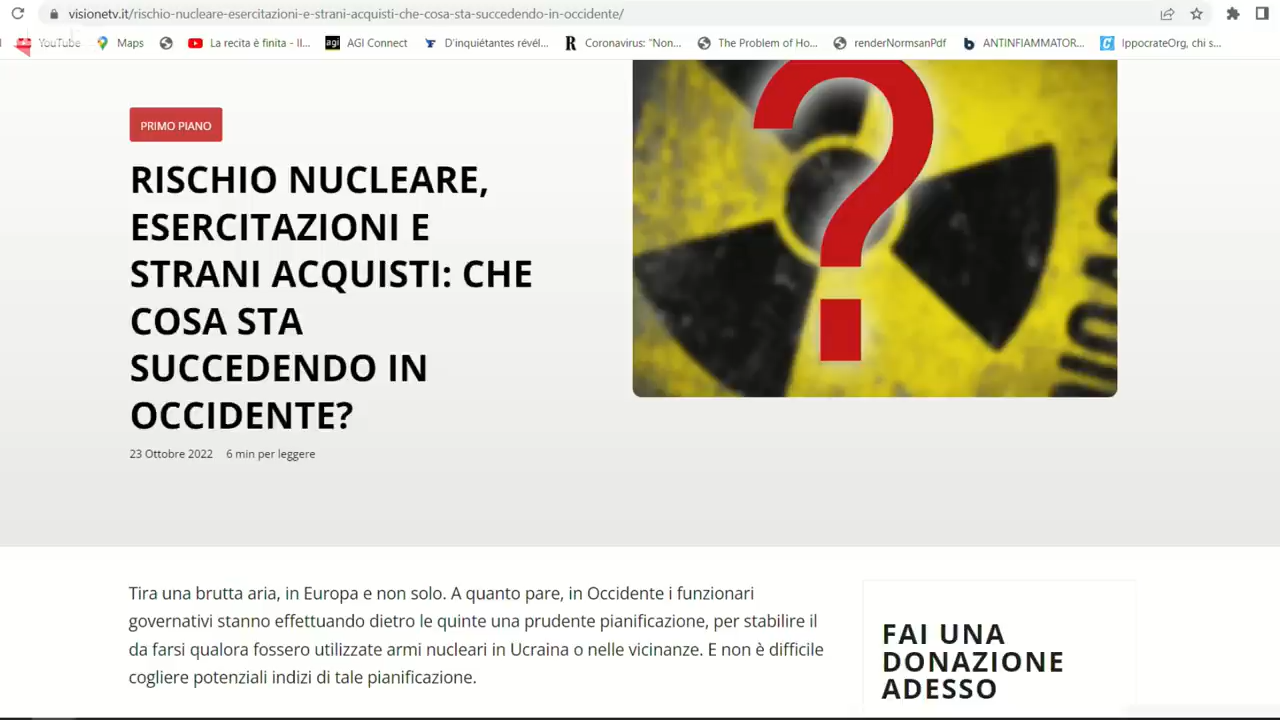 visionetv.it/rischio-nucleare-esercitazioni-e-strani-acquisti-che-cosa-sta-succedendo-in-occidente/
YouTube
Maps
La recita è finita - Il...
AGI Connect
D'inquiétantes révél...
Coronavirus: "Non...
The Problem of Ho...
renderNormsanPdf
ANTINFIAMMATOR...
IppocrateOrg, chi s...
PRIMO PIANO
RISCHIO NUCLEARE,
ESERCITAZIONI E
STRANI ACQUISTI: CHE
COSA STA
SUCCEDENDO IN
OCCIDENTE?
23 Ottobre 2022 6 min per leggere
?
Tira una brutta aria, in Europa e non solo. A quanto pare, in Occidente i funzionari
governativi stanno effettuando dietro le quinte una prudente pianificazione, per stabilire il
da farsi qualora fossero utilizzate armi nucleari in Ucraina o nelle vicinanze. E non è difficile
cogliere potenziali indizi di tale pianificazione.
FAI UNA
DONAZIONE
ADESSO